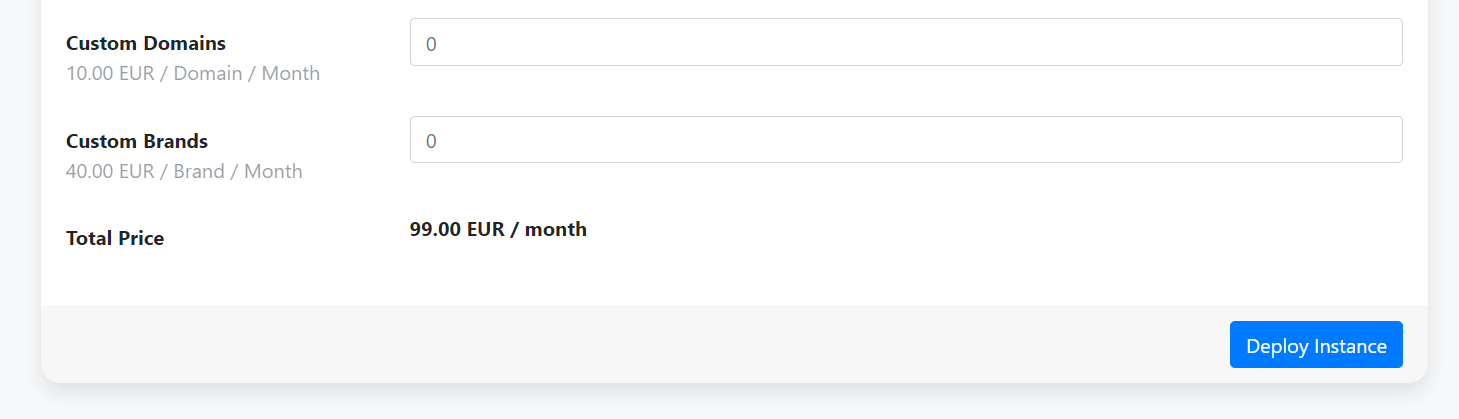 Custom Domains
0
10.00 EUR / Domain / Month
Custom Brands
0
40.00 EUR / Brand / Month
Total Price
99.00 EUR / month
Deploy Instance